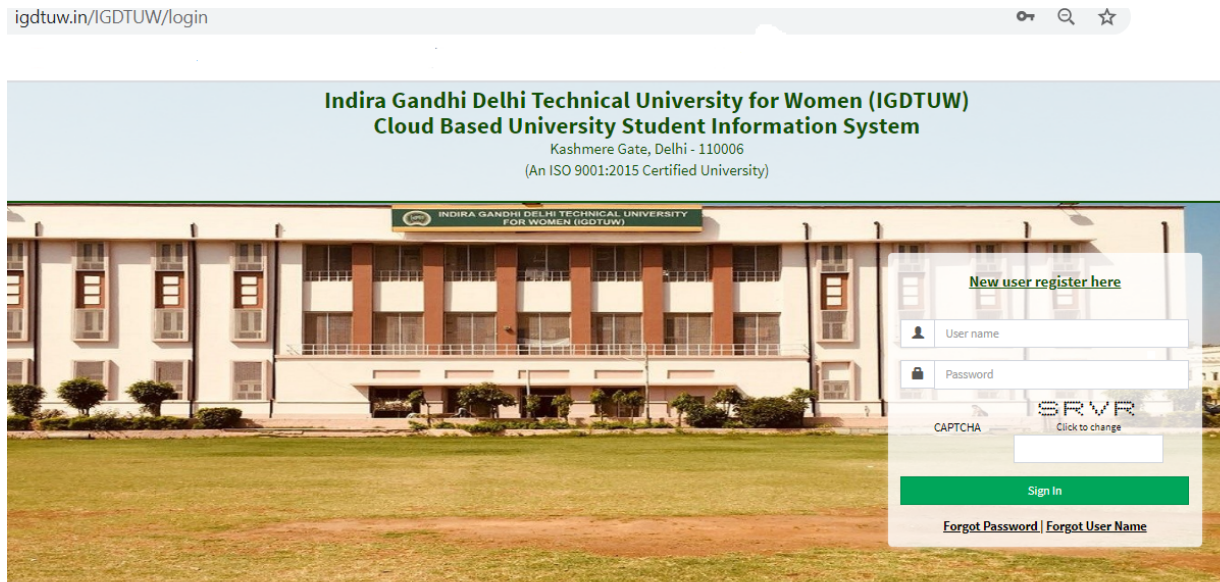 igdtuw.in/IGDTUW/login
Indira Gandhi Delhi Technical University for Women (IGDTUW)
Cloud Based University Student Information System
Kashmere Gate, Delhi - 110006
(An ISO 9001:2015 Certified University)
INDIRA GANDHI DELHI TECHNICAL UNIVERSITY
FOR WOMEN (IGDTUW)
New user register here
User name
Password
SRVR
CAPTCHA
Click to change
Sign In
Forgot Password | Forgot User Name